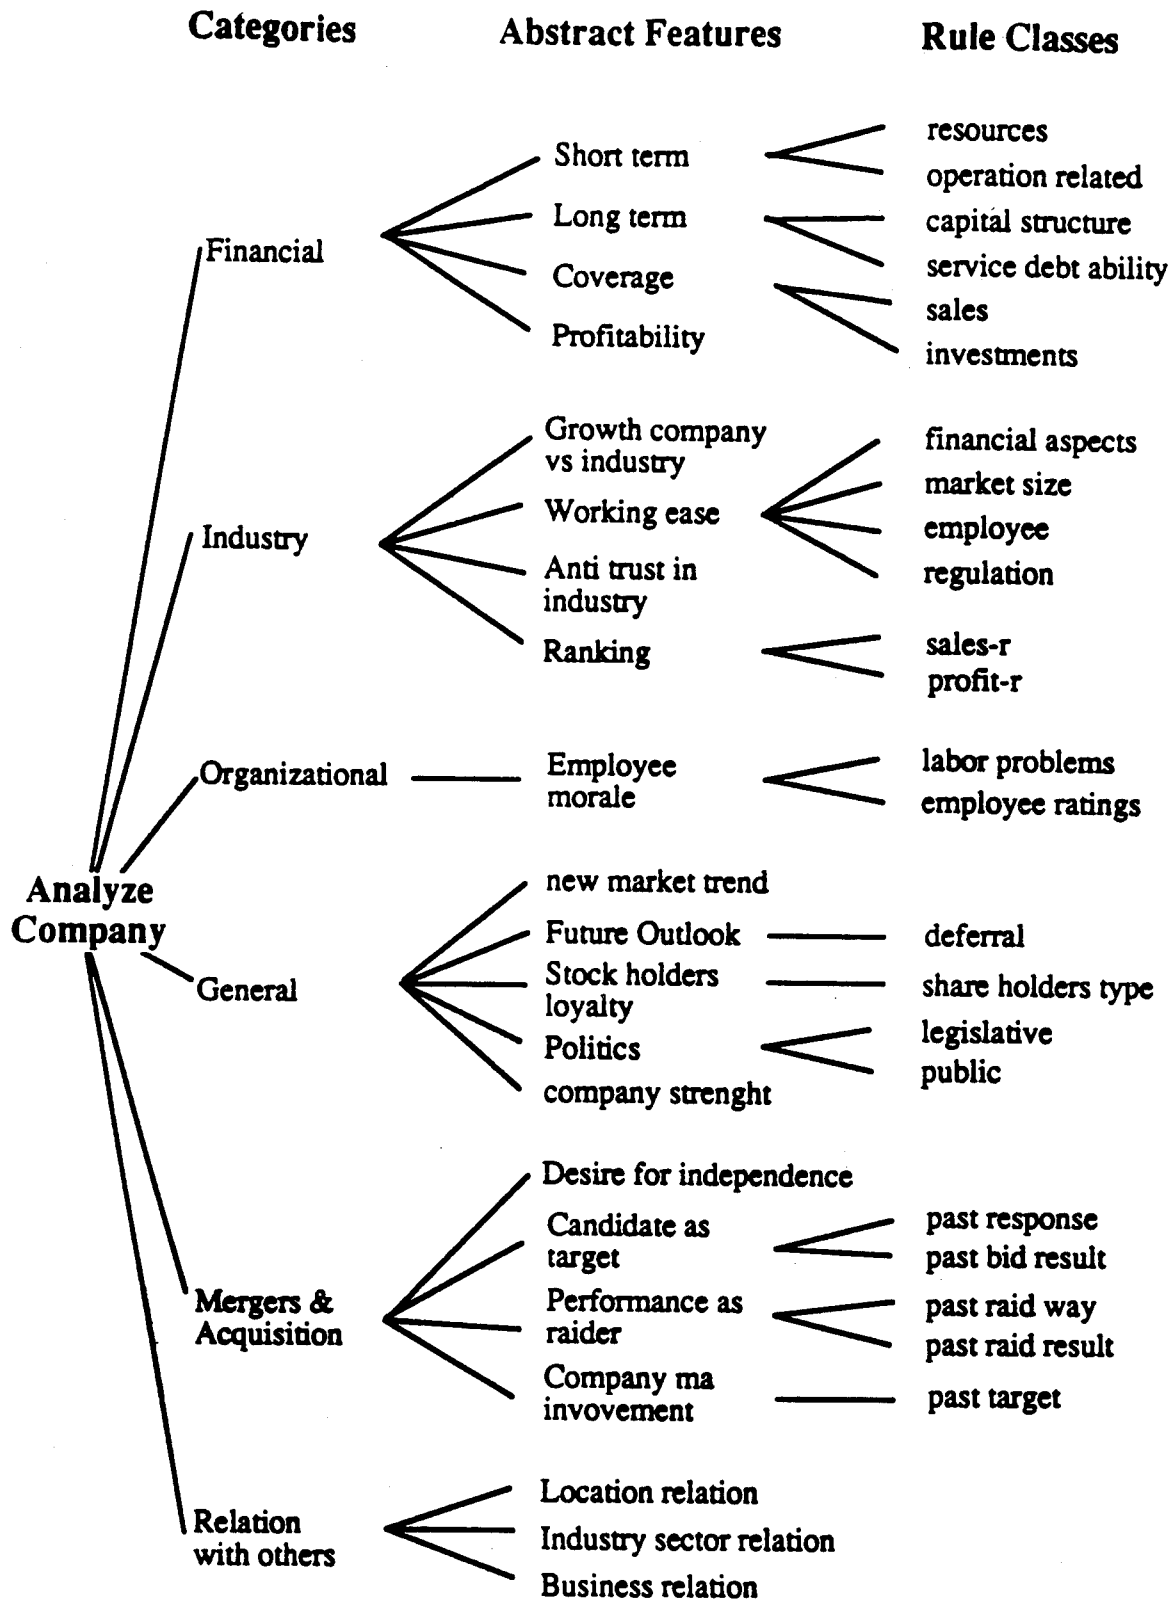 Categories
Abstract Features
Rule Classes
Financial
Short term
resources
operation related
Long term
capital structure
service debt ability
Coverage
sales
investments
Profitability
Industry
Growth company
vs industry
Working ease
financial aspects
market size
employee
regulation
Anti trust in
industry
Ranking
sales-r
profit-r
Organizational
Employee
morale
labor problems
employee ratings
Analyze
Company
General
new market trend
Future Outlook
deferral
Stock holders
loyalty
share holders type
Politics
legislative
public
company strenght
Mergers &
Acquisition
Desire for independence
Candidate as
target
past response
past bid result
Performance as
raider
past raid way
past raid result
Company ma
invovement
past target
Relation
with others
Location relation
Industry sector relation
Business relation